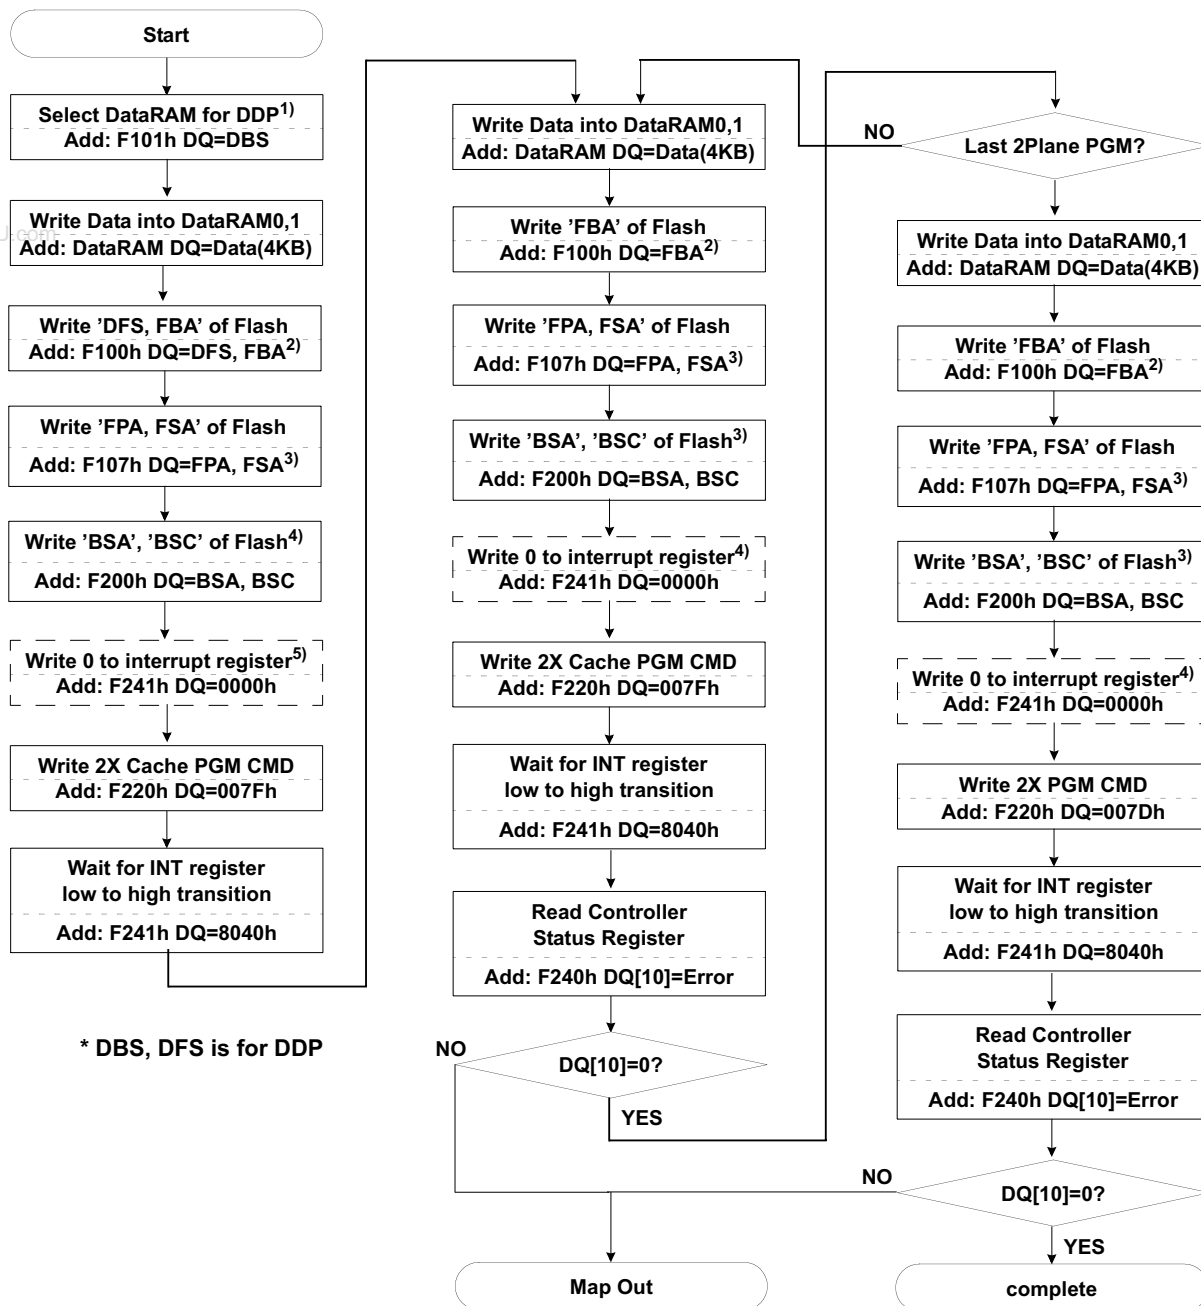 Start
Select DataRAM for DDP1)
Add: F101h DQ=DBS
Write Data into DataRAM0,1
Add: DataRAM DQ=Data(4KB)
Write 'DFS, FBA' of Flash
Add: F100h DQ=DFS, FBA2)
Write 'FPA, FSA' of Flash
Add: F107h DQ=FPA, FSA3)
Write 'BSA', 'BSC' of Flash4)
Add: F200h DQ=BSA, BSC
Write 0 to interrupt register5)
Add: F241h DQ=0000h
Write 2X Cache PGM CMD
Add: F220h DQ=007Fh
Wait for INT register
low to high transition
Add: F241h DQ=8040h
* DBS, DFS is for DDP
Write Data into DataRAM0,1
Add: DataRAM DQ=Data(4KB)
Write 'FBA' of Flash
Add: F100h DQ=FBA2)
Write 'FPA, FSA' of Flash
Add: F107h DQ=FPA, FSA3)
Write 'BSA', 'BSC' of Flash3)
Add: F200h DQ=BSA, BSC
Write 0 to interrupt register4)
Add: F241h DQ=0000h
Write 2X Cache PGM CMD
Add: F220h DQ=007Fh
Wait for INT register
low to high transition
Add: F241h DQ=8040h
Read Controller
Status Register
Add: F240h DQ[10]=Error
NO
DQ[10]=0?
YES
Map Out
NO
Last 2Plane PGM?
Write Data into DataRAM0,1
Add: DataRAM DQ=Data(4KB)
Write 'FBA' of Flash
Add: F100h DQ=FBA2)
Write 'FPA, FSA' of Flash
Add: F107h DQ=FPA, FSA3)
Write 'BSA', 'BSC' of Flash3)
Add: F200h DQ=BSA, BSC
Write 0 to interrupt register4)
Add: F241h DQ=0000h
Write 2X PGM CMD
Add: F220h DQ=007Dh
Wait for INT register
low to high transition
Add: F241h DQ=8040h
Read Controller
Status Register
Add: F240h DQ[10]=Error
NO
DQ[10]=0?
YES
complete